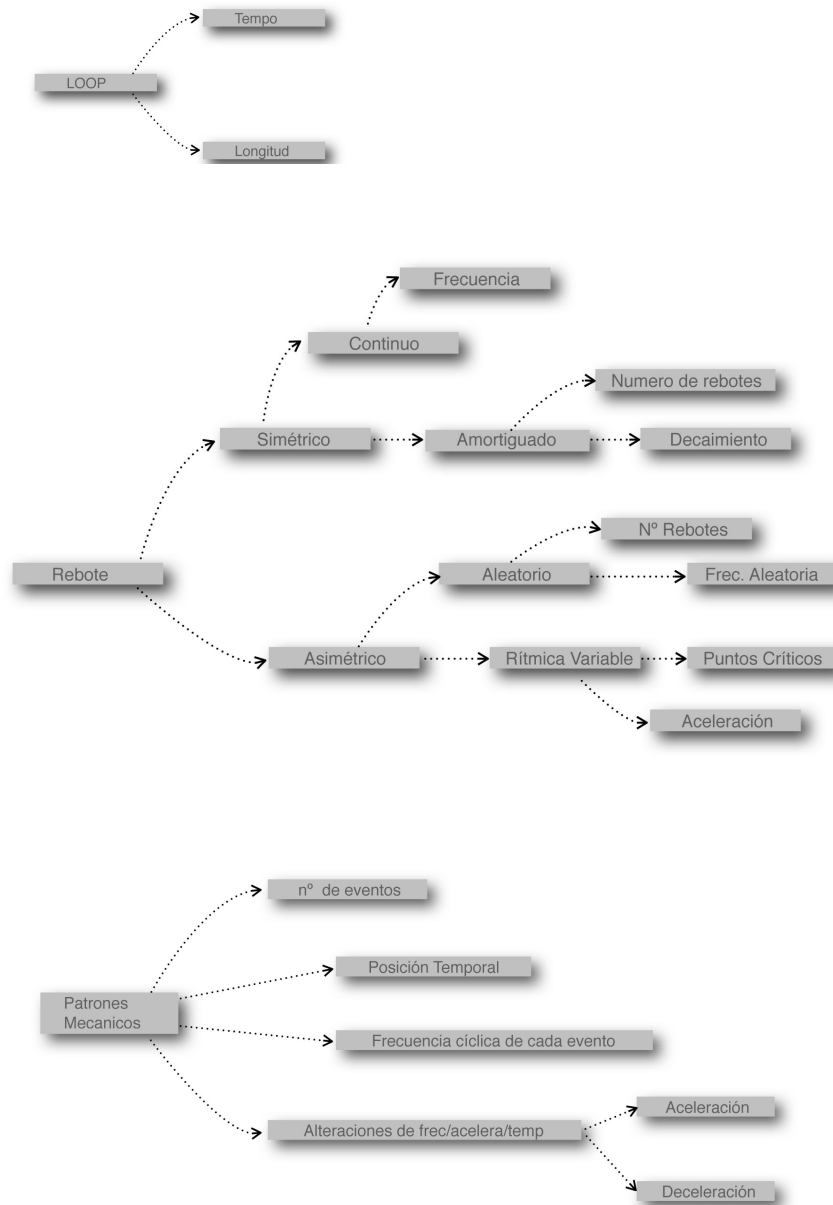 Tempo
LOOP
Longitud
Frecuencia
Continuo
Numero de rebotes
Simétrico
Amortiguado
Decaimiento
Nº Rebotes
Rebote
Aleatorio
Frec. Aleatoria
Asimétrico
Rítmica Variable
Puntos Críticos
Aceleración
nº de eventos
Posición Temporal
Patrones
Mecanicos
Frecuencia cíclica de cada evento
Aceleración
Alteraciones de frec/acelera/temp
Deceleración